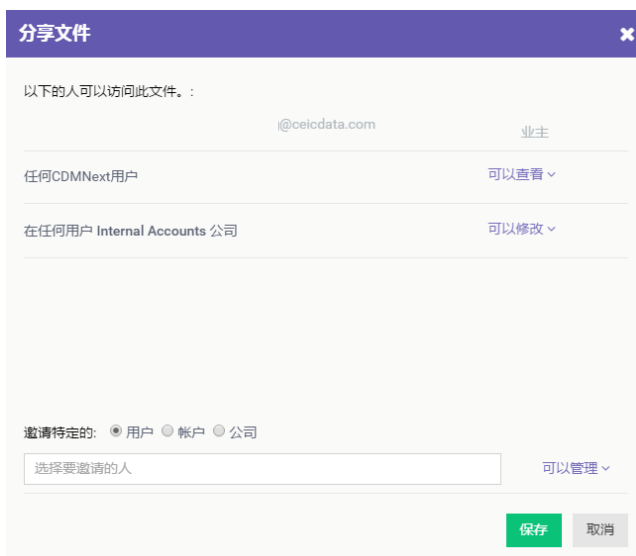 分享文件
以下的人可以访问此文件。:
@ceicdata.com 业主
任何CDMNext用户 可以查看
在任何用户 Internal Accounts 公司 可以修改
邀请特定的: 用户 帐户 公司
选择要邀请的人 可以管理
保存 取消